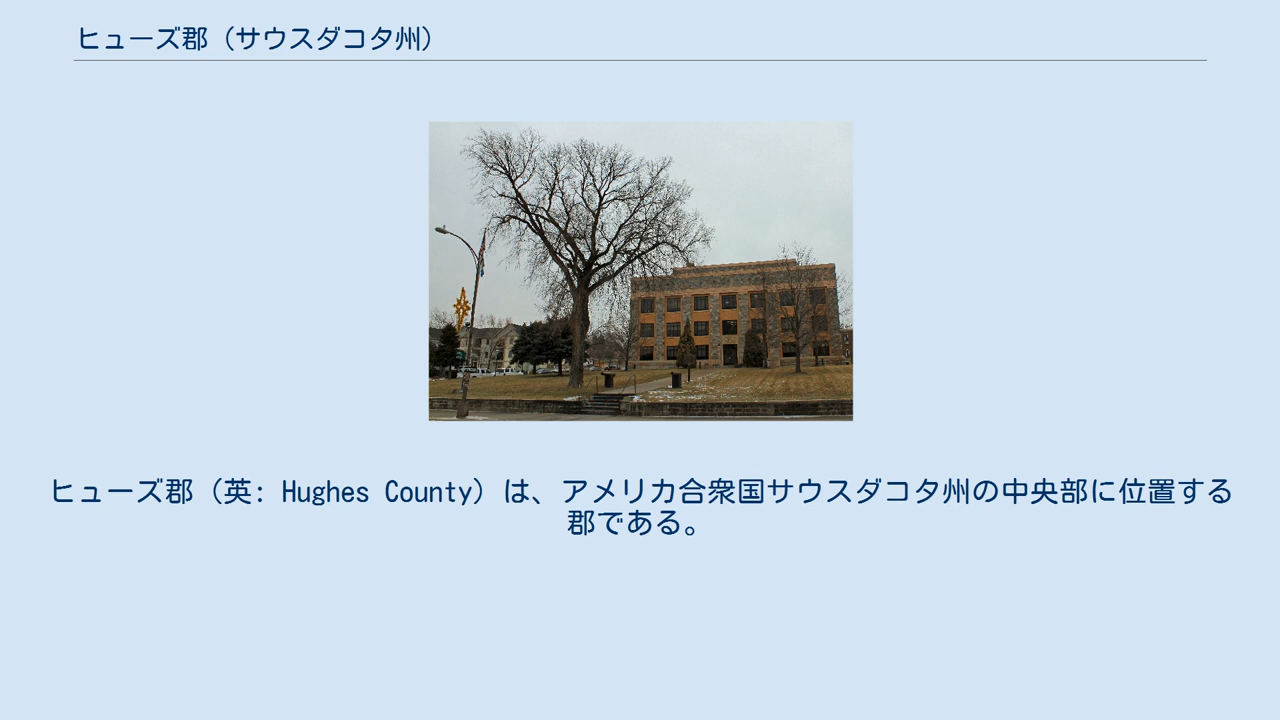 ヒューズ郡（サウスダコタ州）
ヒューズ郡（英: Hughes County）は、アメリカ合衆国サウスダコタ州の中央部に位置する
郡である。